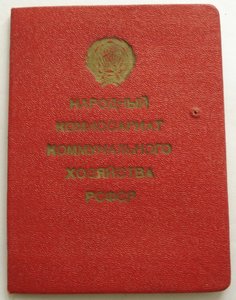 НАРОДНЫЙ
КОМИССАРИАТ
КОММУНАЛЬНОГО
ХОЗЯЙСТВА
РСФСР